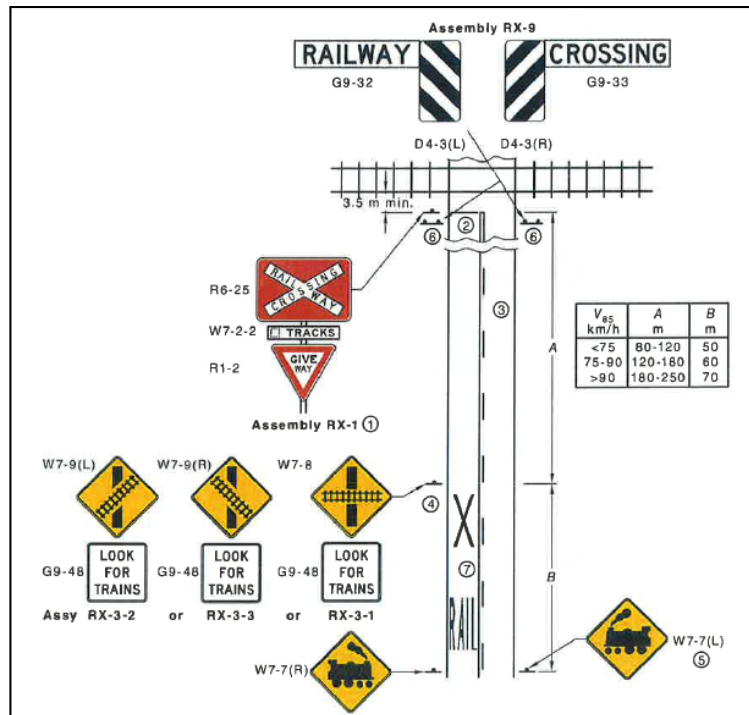 Assembly RX-9
RAILWAY
CROSSING
G9-32
G9-33
D4-3(L)
D4-3(R)
3.5 m min.
2
6
6
R6-25
RAIL WAY
CROSSING
W7-2-2
TRACKS
R1-2
GIVE
WAY
Assembly RX-1 1
3
A
V85
km/h
A
m
B
m
<75 80-120 50
75-90 120-160 60
>90 180-250 70
W7-9(L)
W7-9(R)
W7-8
4
X
G9-48
LOOK
FOR
TRAINS
G9-48
LOOK
FOR
TRAINS
G9-48
LOOK
FOR
TRAINS
7
B
Assy RX-3-2 or RX-3-3 or RX-3-1
RAIL
W7-7(R)
W7-7(L)
5